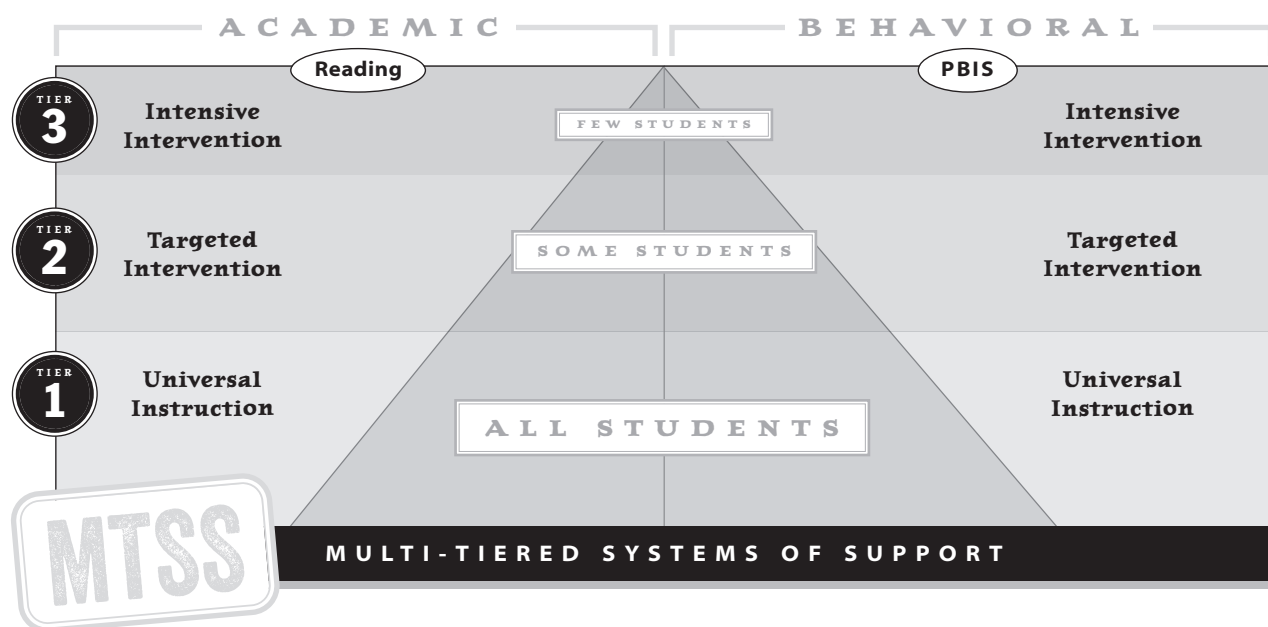 ACADEMIC
BEHAVIORAL
Reading
PBIS
TIER
3
Intensive
Intervention
FEW STUDENTS
Intensive
Intervention
TIER
2
Targeted
Intervention
SOME STUDENTS
Targeted
Intervention
TIER
1
Universal
Instruction
ALL STUDENTS
Universal
Instruction
MTSS
MULTI-TIERED SYSTEMS OF SUPPORT